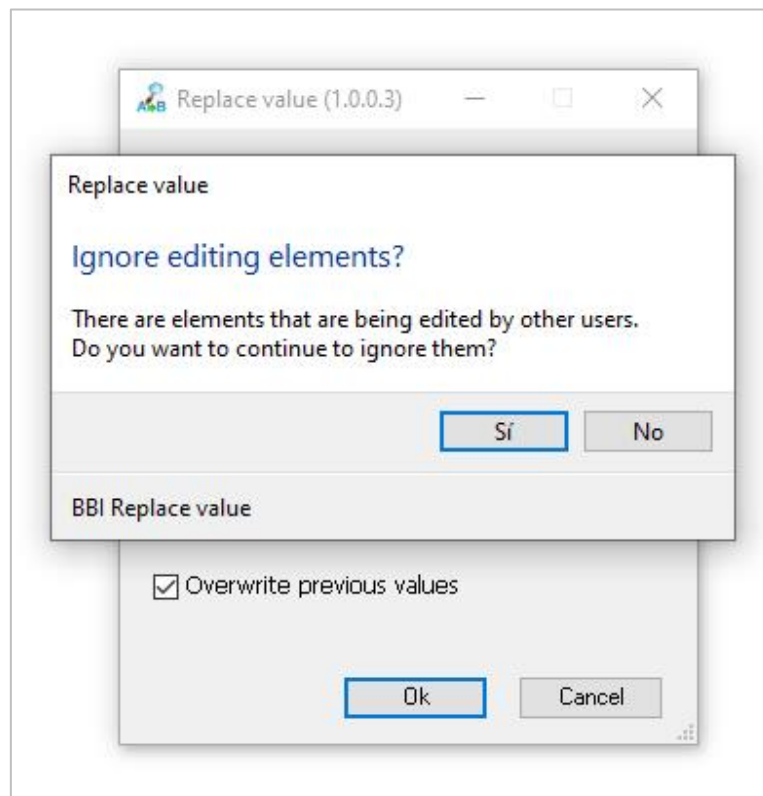 Replace value (1.0.0.3)
Replace value
Ignore editing elements?
There are elements that are being edited by other users.
Do you want to continue to ignore them?
Sí No
BBI Replace value
Overwrite previous values
Ok Cancel